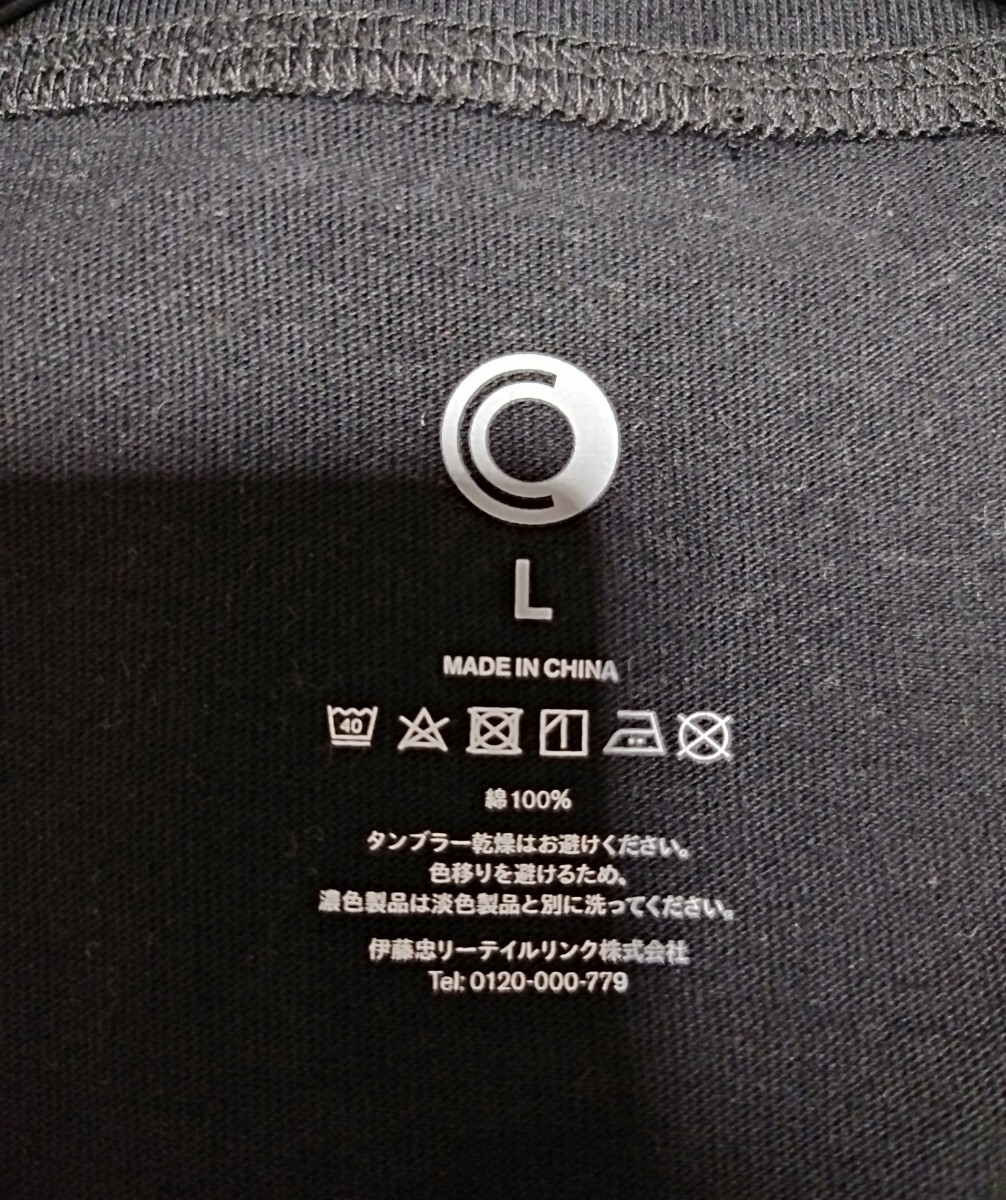 L
MADE IN CHINA
40
綿100%
タンブラー乾燥はお避けください。
色移りを避けるため、
濃色製品は淡色製品と別に洗ってください。
伊藤忠リーテイルリンク株式会社
Tel: 0120-000-779